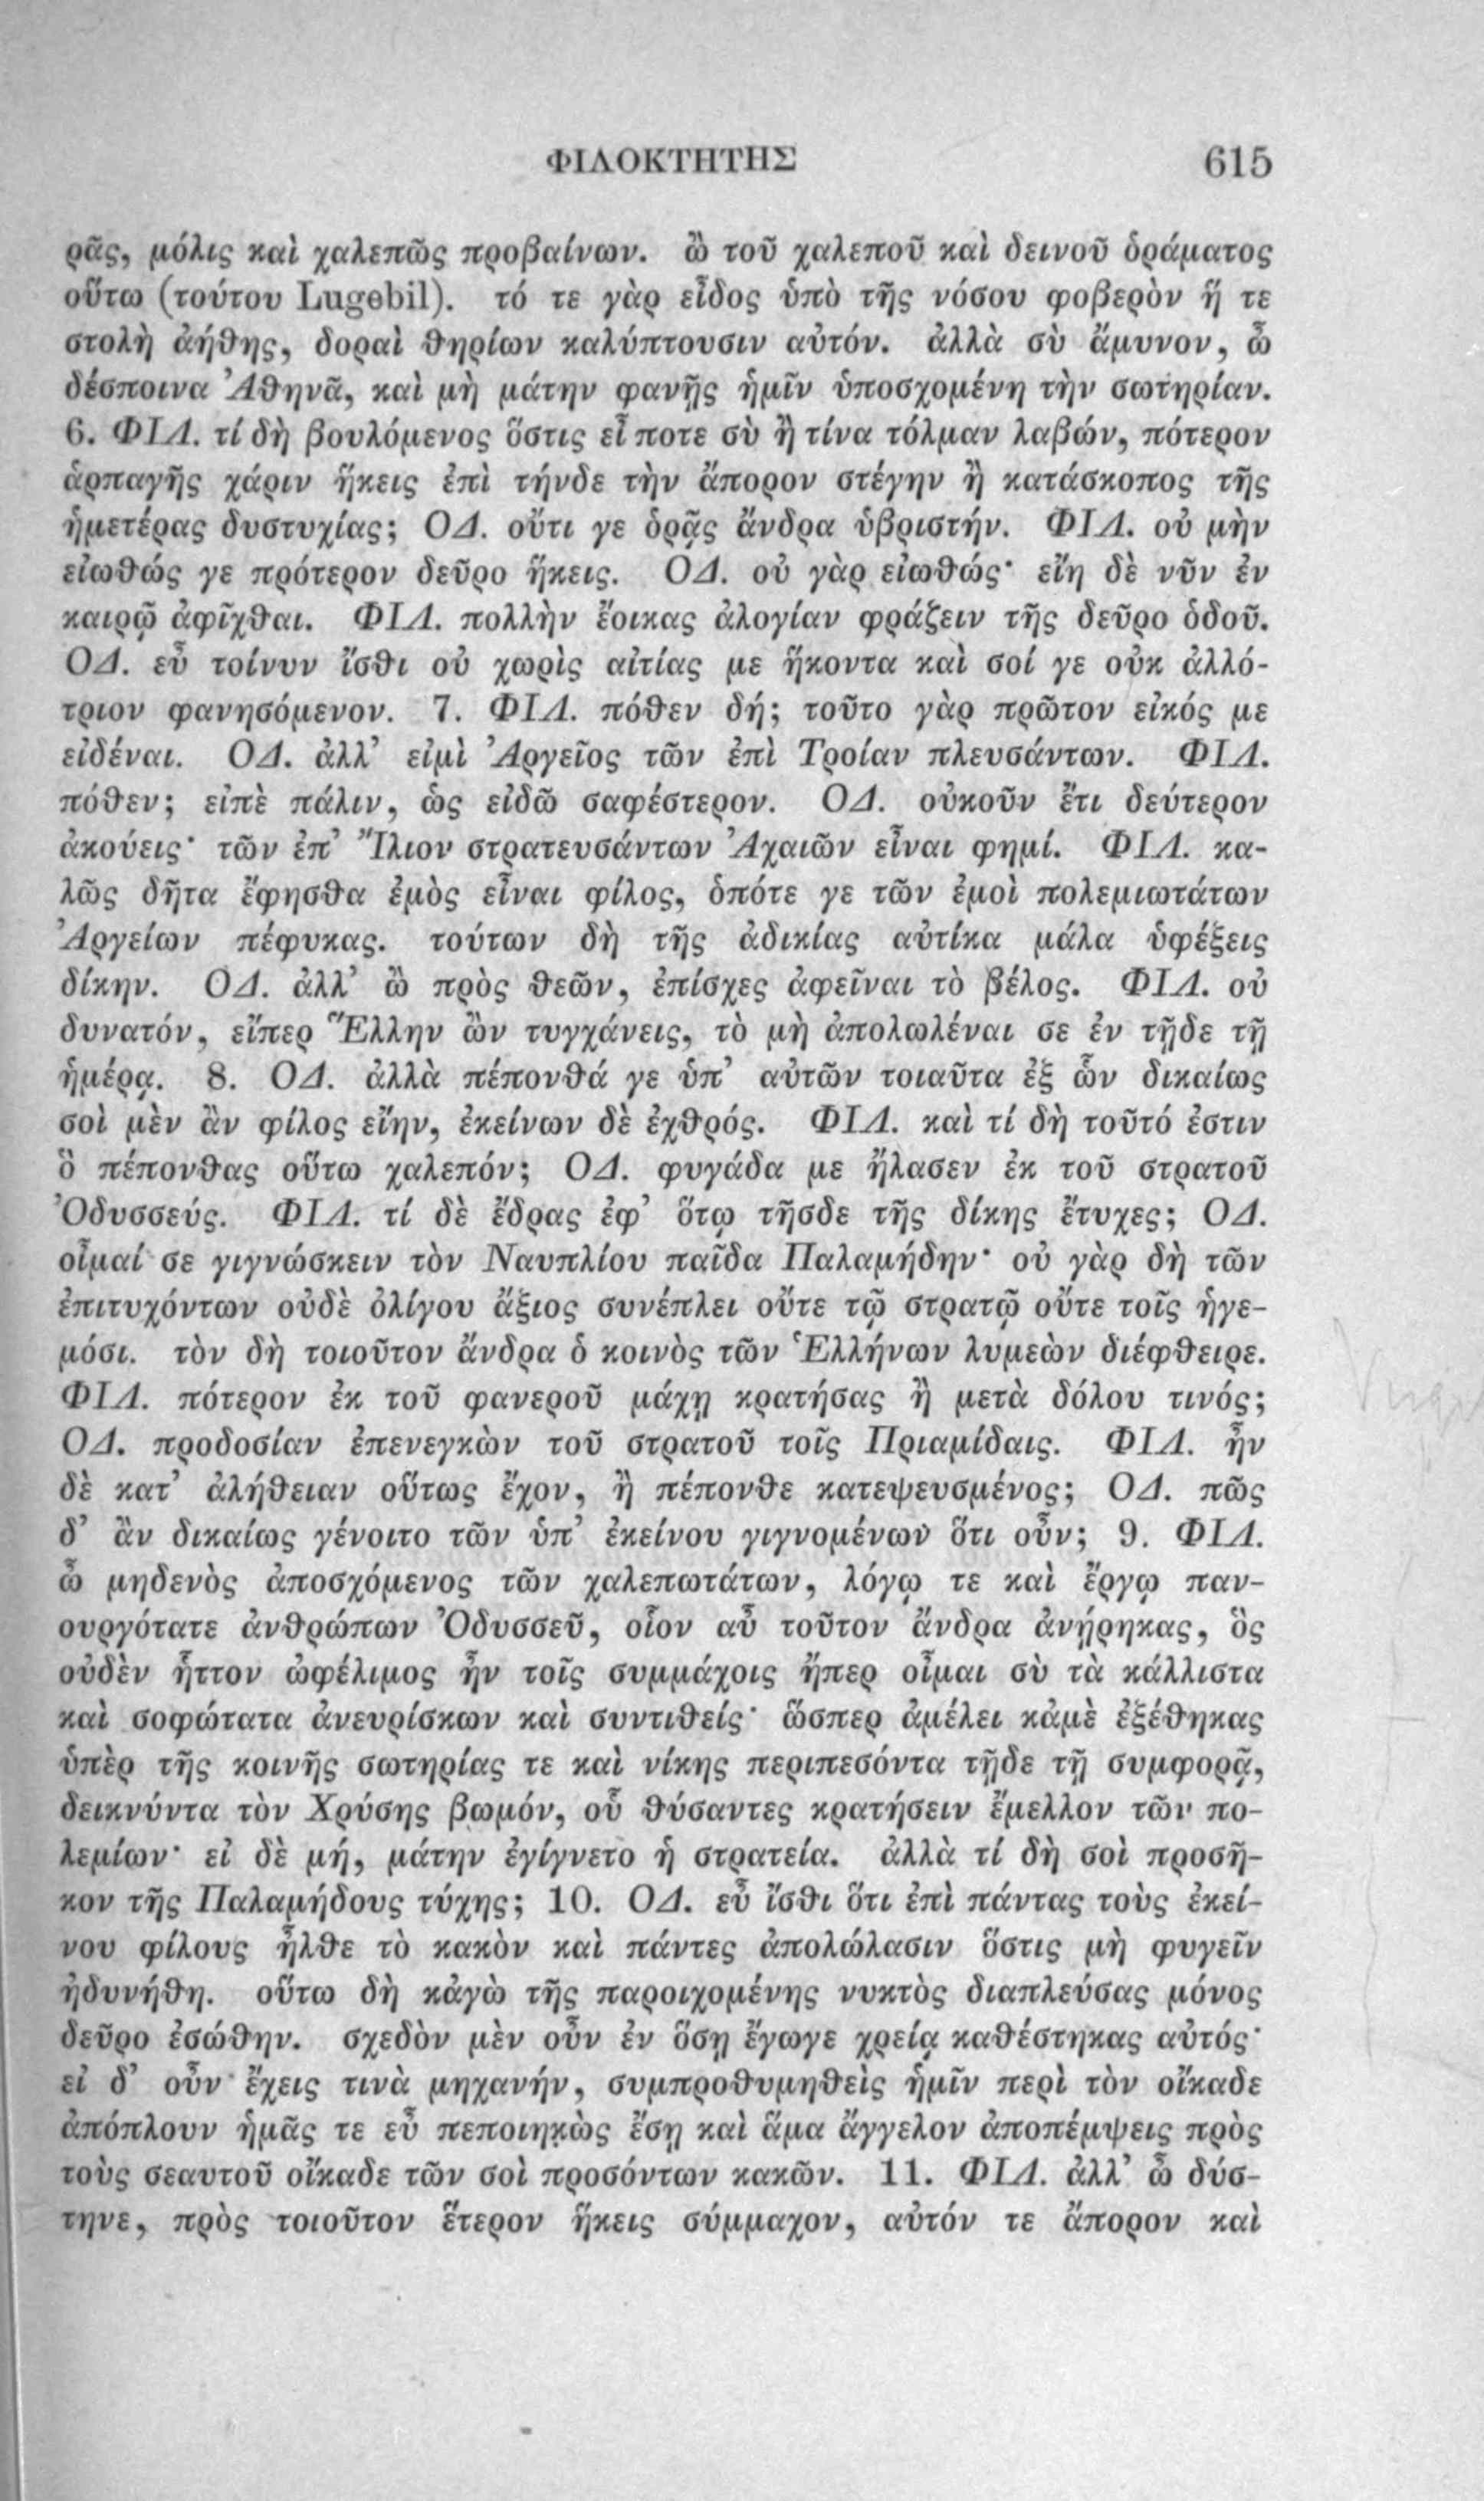 ΦΙΛΟΚΤΗΤΗΣ 615
ρᾶς, μόλις καὶ χαλεπῶς προβαίνων. ὢ τοῦ χαλεποῦ καὶ δεινοῦ ὁράματος
οὕτω (τούτου Lugebil). τό τε γὰρ εἶδος ὑπὸ τῆς νόσου φοβερὸν ἥ τε
στολὴ ἀήθης, δοραὶ θηρίων καλύπτουσιν αὐτόν. ἀλλὰ σὺ ἄμυνον, ὦ
δέσποινα Ἀθηνᾶ, καὶ μὴ μάτην φανῇς ἡμῖν ὑποσχομένη τὴν σωτηρίαν.
6. ΦΙΛ. τί δὴ βουλόμενος ὅστις εἶ ποτε σὺ ἢ τίνα τόλμαν λαβών, πότερον
ἁρπαγῆς χάριν ἥκεις ἐπὶ τήνδε τὴν ἄπορον στέγην ἢ κατάσκοπος τῆς
ἡμετέρας δυστυχίας; ΟΔ. οὔτι γε ὁρᾷς ἄνδρα ὑβριστήν. ΦΙΛ. οὐ μὴν
εἰωθώς γε πρότερον δεῦρο ἥκεις. ΟΔ. οὐ γὰρ εἰωθώς· εἴη δὲ νῦν ἐν
καιρῷ ἀφῖχθαι. ΦΙΛ. πολλὴν ἔοικας ἀλογίαν φράζειν τῆς δεῦρο ὁδοῦ.
ΟΔ. εὖ τοίνυν ἴσθι οὐ χωρὶς αἰτίας με ἥκοντα καὶ σοί γε οὐκ ἀλλό-
τριον φανησόμενον. 7. ΦΙΛ. πόθεν δή; τοῦτο γὰρ πρῶτον εἰκός με
εἰδέναι. ΟΔ. ἀλλ’ εἰμὶ Ἀργεῖος τῶν ἐπὶ Τροίαν πλευσάντων. ΦΙΛ.
πόθεν; εἰπὲ πάλιν, ὡς εἰδῶ σαφέστερον. ΟΔ. οὐκοῦν ἔτι δεύτερον
ἀκούεις· τῶν ἐπ’ Ἴλιον στρατευσάντων Ἀχαιῶν εἶναι φημί. ΦΙΛ. κα-
λῶς δῆτα ἔφησθα ἐμὸς εἶναι φίλος, ὁπότε γε τῶν ἐμοὶ πολεμιωτάτων
Ἀργείων πέφυκας. τούτων δὴ τῆς ἀδικίας αὐτίκα μάλα ὑφέξεις
δίκην. ΟΔ. ἀλλ’ ὢ πρὸς θεῶν, ἐπίσχες ἀφεῖναι τὸ βέλος. ΦΙΛ. οὐ
δυνατόν, εἴπερ Ἕλλην ὢν τυγχάνεις, τὸ μὴ ἀπολωλέναι σε ἐν τῇδε τῇ
ἡμέρᾳ. 8. ΟΔ. ἀλλὰ πέπονθά γε ὑπ’ αὐτῶν τοιαῦτα ἐξ ὧν δικαίως
σοὶ μὲν ἂν φίλος εἴην, ἐκείνων δὲ ἐχθρός. ΦΙΛ. καὶ τί δὴ τοῦτό ἐστιν
ὃ πέπονθας οὕτω χαλεπόν; ΟΔ. φυγάδα με ἤλασεν ἐκ τοῦ στρατοῦ
Ὀδυσσεύς. ΦΙΛ. τί δὲ ἔδρας ἐφ’ ὅτῳ τῆσδε τῆς δίκης ἔτυχες; ΟΔ.
οἶμαί σε γιγνώσκειν τὸν Ναυπλίου παῖδα Παλαμήδην· οὐ γὰρ δὴ τῶν
ἐπιτυχόντων οὐδὲ ὀλίγου ἄξιος συνέπλει οὔτε τῷ στρατῷ οὔτε τοῖς ἡγε-
μόσι. τὸν δὴ τοιοῦτον ἄνδρα ὁ κοινὸς τῶν Ἑλλήνων λυμεὼν διέφθειρε.
ΦΙΛ. πότερον ἐκ τοῦ φανεροῦ μάχῃ κρατήσας ἢ μετὰ δόλου τινός;
ΟΔ. προδοσίαν ἐπενεγκὼν τοῦ στρατοῦ τοῖς Πριαμίδαις. ΦΙΛ. ἦν
δὲ κατ’ ἀλήθειαν οὕτως ἔχον, ἢ πέπονθε κατεψευσμένος; ΟΔ. πῶς
δ’ ἂν δικαίως γένοιτο τῶν ὑπ’ ἐκείνου γιγνομένων ὅτι οὖν; 9. ΦΙΛ.
ὦ μηδενὸς ἀποσχόμενος τῶν χαλεπωτάτων, λόγῳ τε καὶ ἔργῳ παν-
ουργότατε ἀνθρώπων Ὀδυσσεῦ, οἷον αὖ τοῦτον ἄνδρα ἀνῄρηκας, ὃς
οὐδὲν ἧττον ὠφέλιμος ἦν τοῖς συμμάχοις ἤπερ οἶμαι σὺ τὰ κάλλιστα
καὶ σοφώτατα ἀνευρίσκων καὶ συντιθείς· ὥσπερ ἀμέλει κἀμὲ ἐξέθηκας
ὑπὲρ τῆς κοινῆς σωτηρίας τε καὶ νίκης περιπεσόντα τῇδε τῇ συμφορᾷ,
δεικνύντα τὸν Χρύσης βωμόν, οὗ θύσαντες κρατήσειν ἔμελλον τῶν πο-
λεμίων· εἰ δὲ μή, μάτην ἐγίγνετο ἡ στρατεία. ἀλλὰ τί δὴ σοὶ προσῆ-
κον τῆς Παλαμήδους τύχης; 10. ΟΔ. εὖ ἴσθι ὅτι ἐπὶ πάντας τοὺς ἐκεί-
νου φίλους ἦλθε τὸ κακὸν καὶ πάντες ἀπολώλασιν ὅστις μὴ φυγεῖν
ἠδυνήθη. οὕτω δὴ κἀγὼ τῆς παροιχομένης νυκτὸς διαπλεύσας μόνος
δεῦρο ἐσώθην. σχεδὸν μὲν οὖν ἐν ὅσῃ ἔγωγε χρείᾳ καθέστηκας αὐτός·
εἰ δ’ οὖν ἔχεις τινὰ μηχανήν, συμπροθυμηθεὶς ἡμῖν περὶ τὸν οἴκαδε
ἀπόπλουν ἡμᾶς τε εὖ πεποιηκὼς ἔσῃ καὶ ἅμα ἄγγελον ἀποπέμψεις πρὸς
τοὺς σεαυτοῦ οἴκαδε τῶν σοὶ προσόντων κακῶν. 11. ΦΙΛ. ἀλλ’ ὦ δύσ-
τηνε, πρὸς τοιοῦτον ἕτερον ἥκεις σύμμαχον, αὐτόν τε ἄπορον καὶ